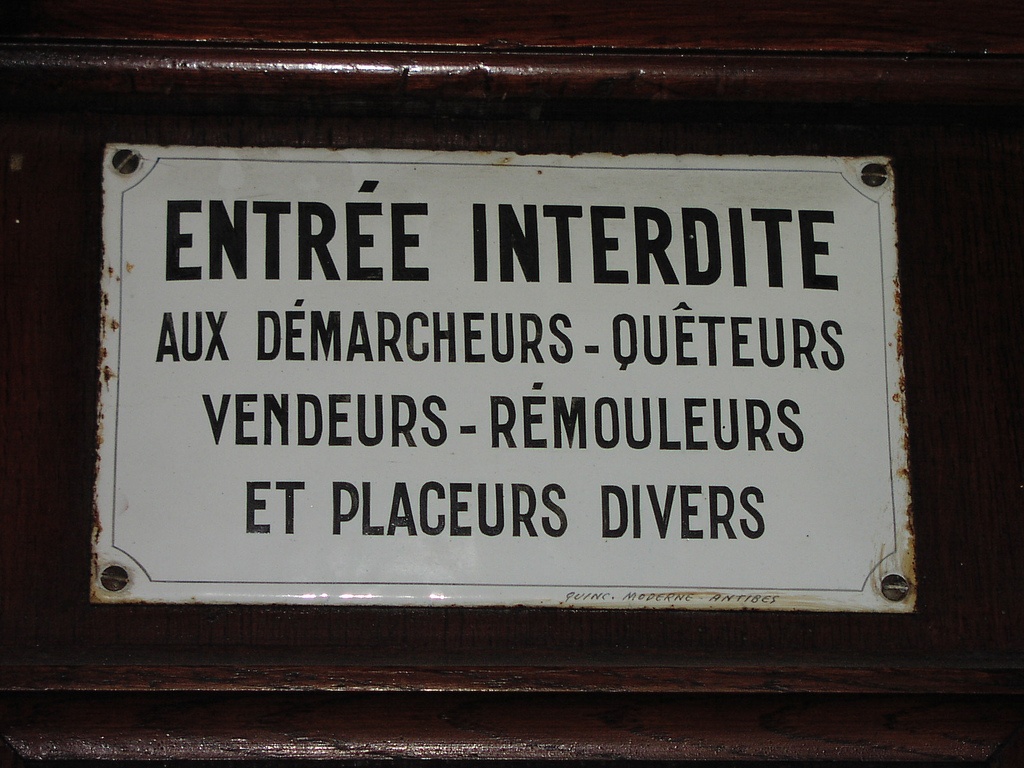 ENTRÉE INTERDITE
AUX DÉMARCHEURS - QUÊTEURS
VENDEURS - RÉMOULEURS
ET PLACEURS DIVERS
QUINC. MODERNE ANTIBES